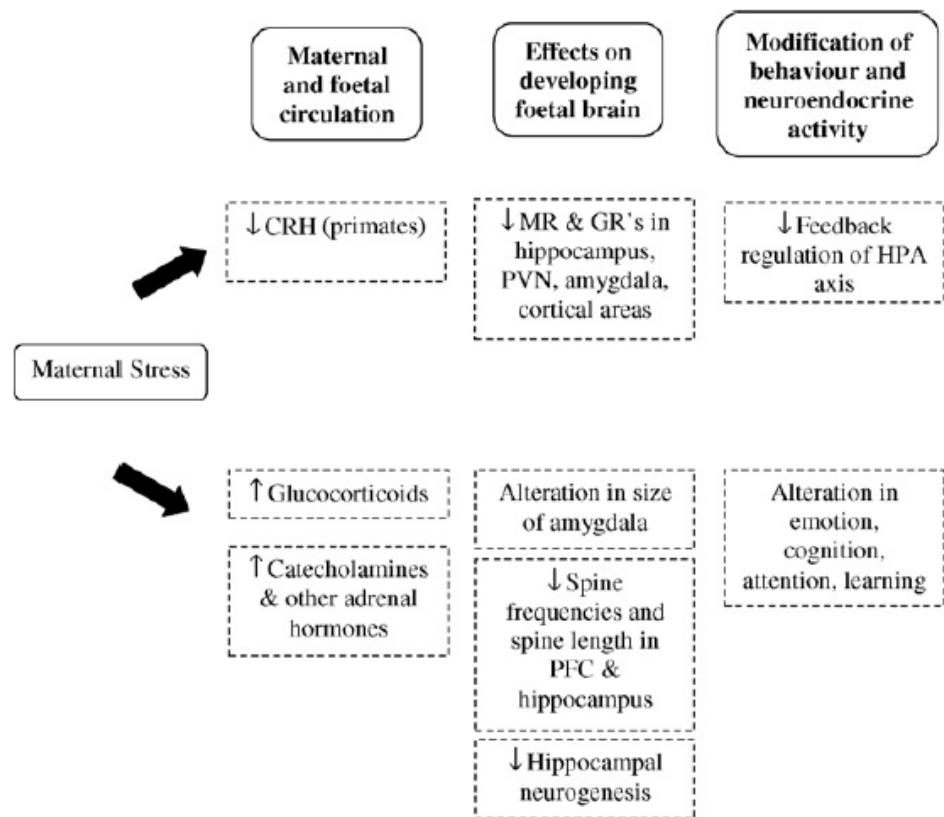 Maternal
and foetal
circulation
Effects on
developing
foetal brain
Modification of
behaviour and
neuroendocrine
activity
↓CRH (primates)
↓MR & GR's in
hippocampus,
PVN, amygdala,
cortical areas
↓Feedback
regulation of HPA
axis
Maternal Stress
↑Glucocorticoids
↑Catecholamines
& other adrenal
hormones
Alteration in size
of amygdala
↓Spine
frequencies and
spine length in
PFC &
hippocampus
↓Hippocampal
neurogenesis
Alteration in
emotion,
cognition,
attention, learning